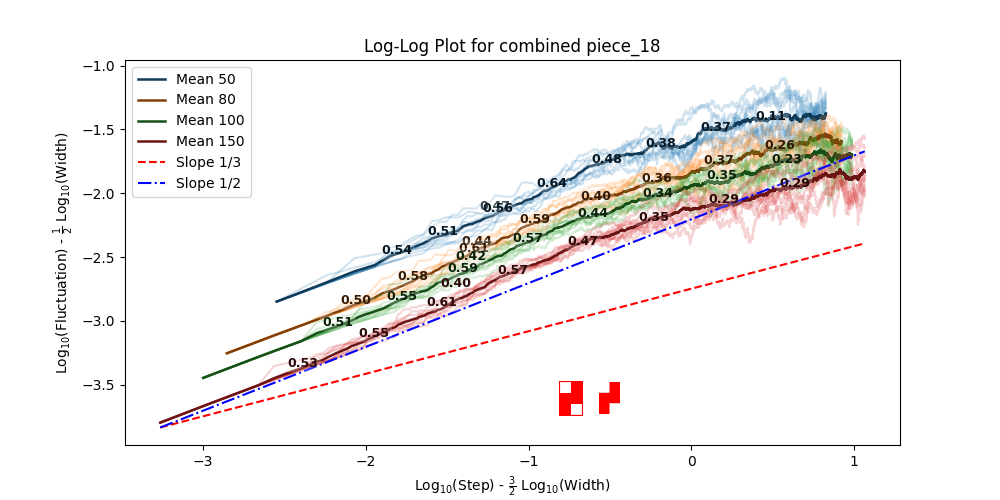 Log-Log Plot for combined piece_18
Log₁₀(Fluctuation) - 1/2 Log₁₀(Width)
−1.0
−1.5
−2.0
−2.5
−3.0
−3.5
Mean 50
Mean 80
Mean 100
Mean 150
Slope 1/3
Slope 1/2
0.54 0.51 0.47 0.56 0.64 0.48 0.38 0.37 0.11
0.50 0.58 0.44 0.59 0.40 0.36 0.37 0.26
0.51 0.55 0.59 0.42 0.57 0.44 0.34 0.35 0.23
0.53 0.55 0.61 0.40 0.57 0.47 0.35 0.29 0.29
−3 −2 −1 0 1
Log₁₀(Step) - 3/2 Log₁₀(Width)